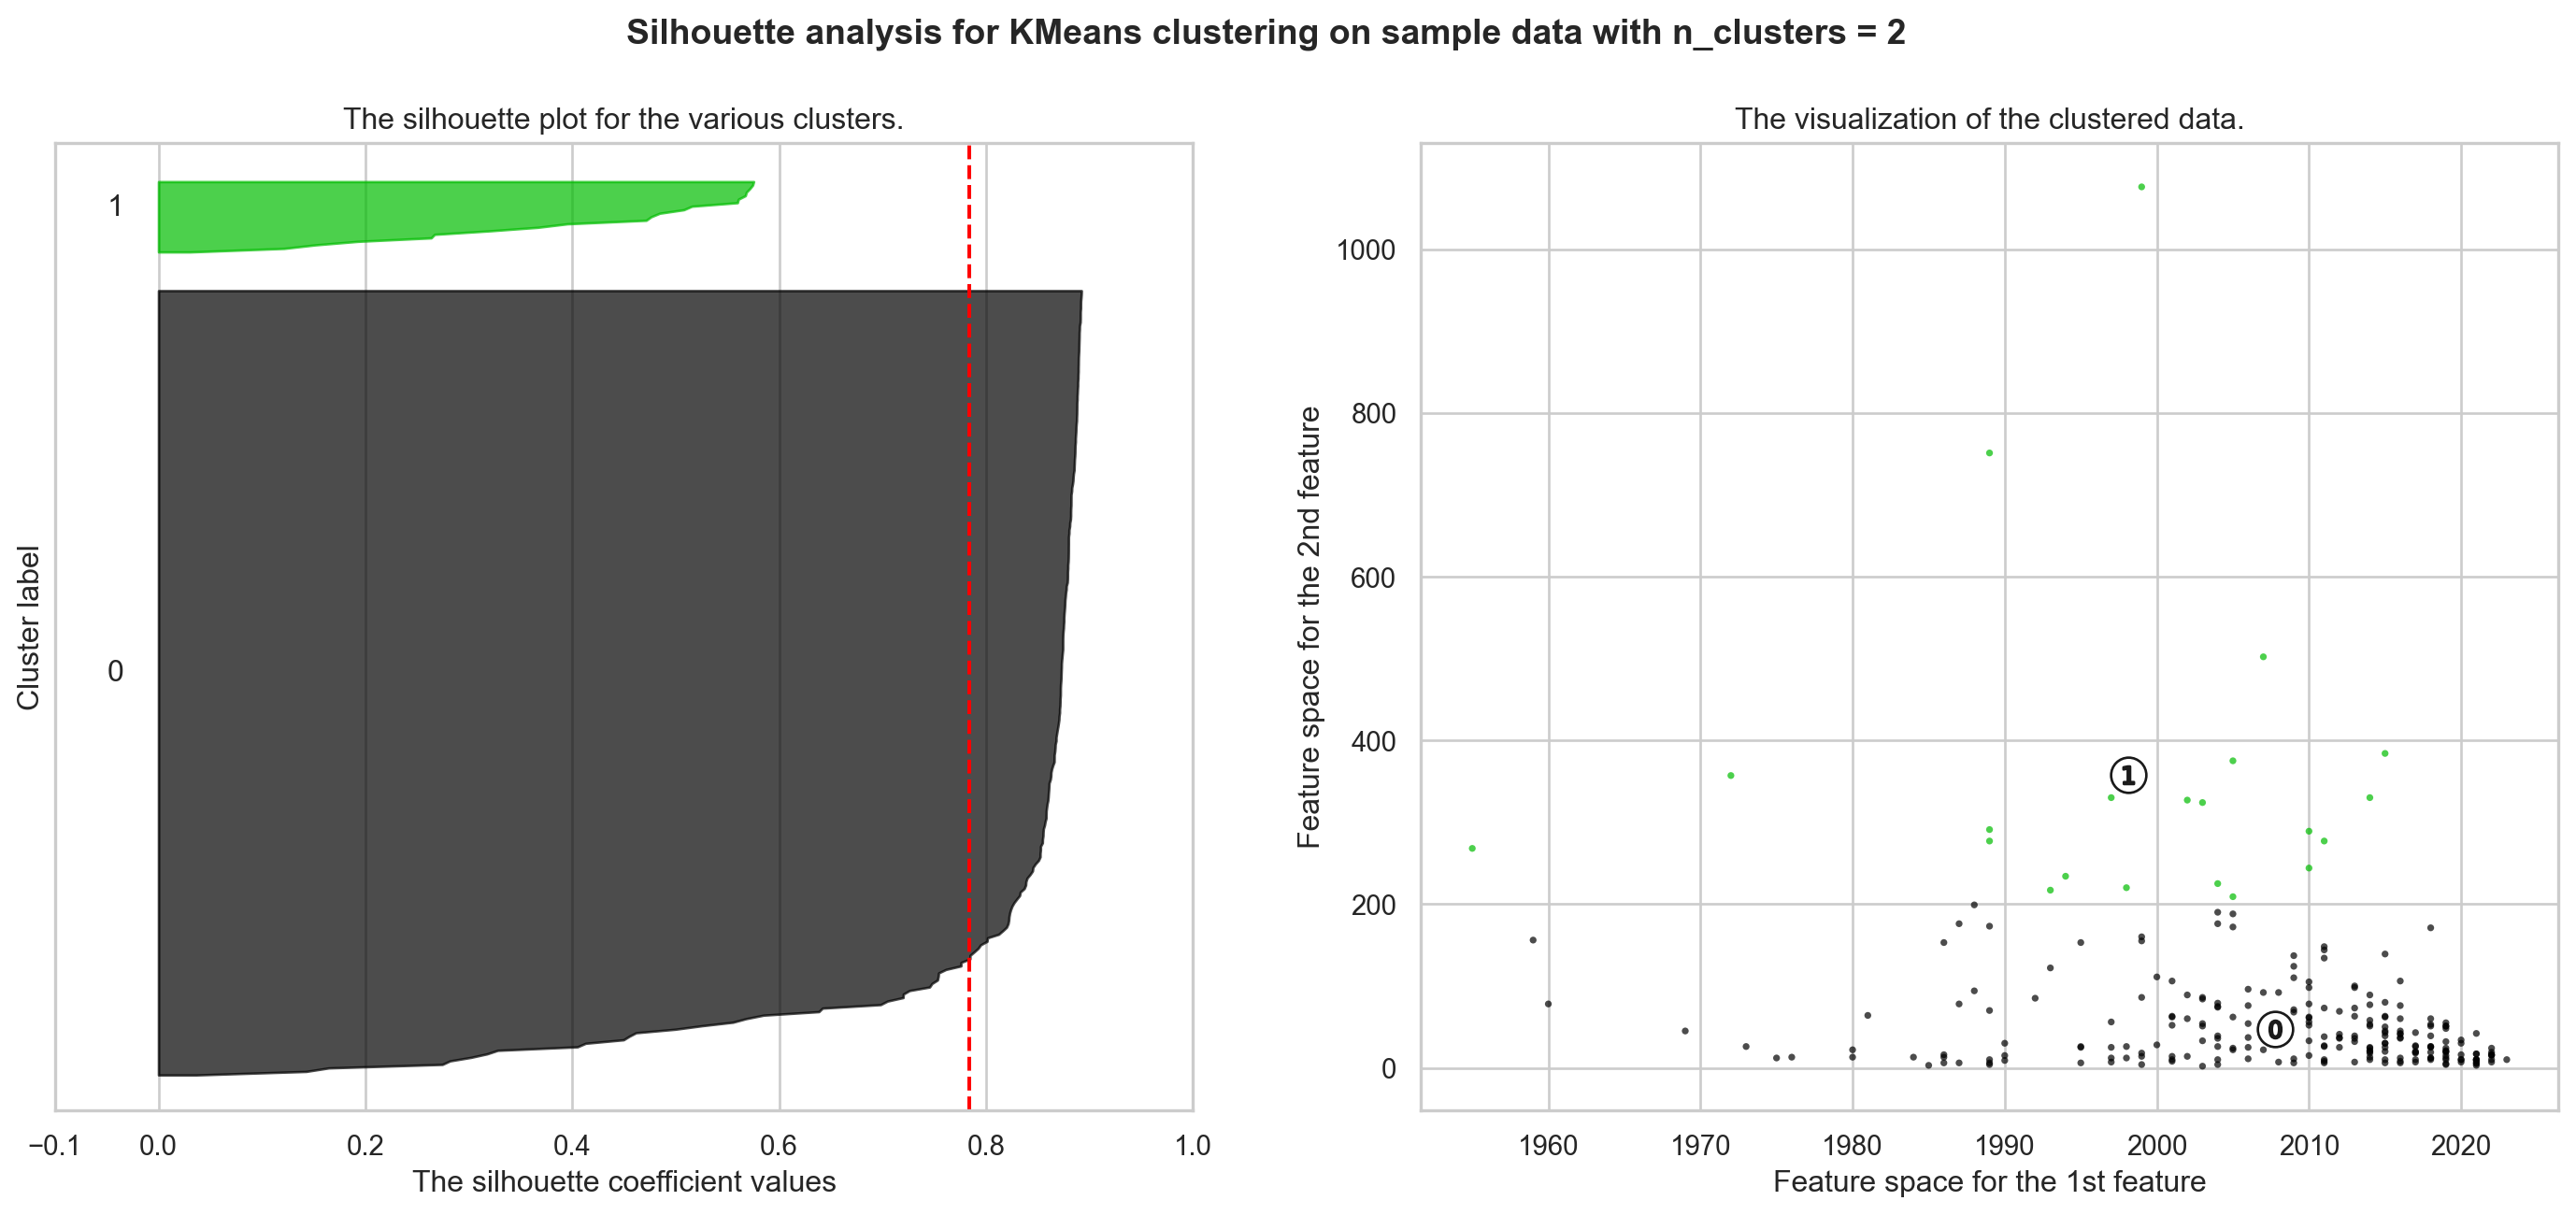 Silhouette analysis for KMeans clustering on sample data with n_clusters = 2
The silhouette plot for the various clusters.
1
0
Cluster label
−0.1 0.0 0.2 0.4 0.6 0.8 1.0
The silhouette coefficient values
The visualization of the clustered data.
1000
800
600
400
200
0
Feature space for the 2nd feature
1
0
1960 1970 1980 1990 2000 2010 2020
Feature space for the 1st feature